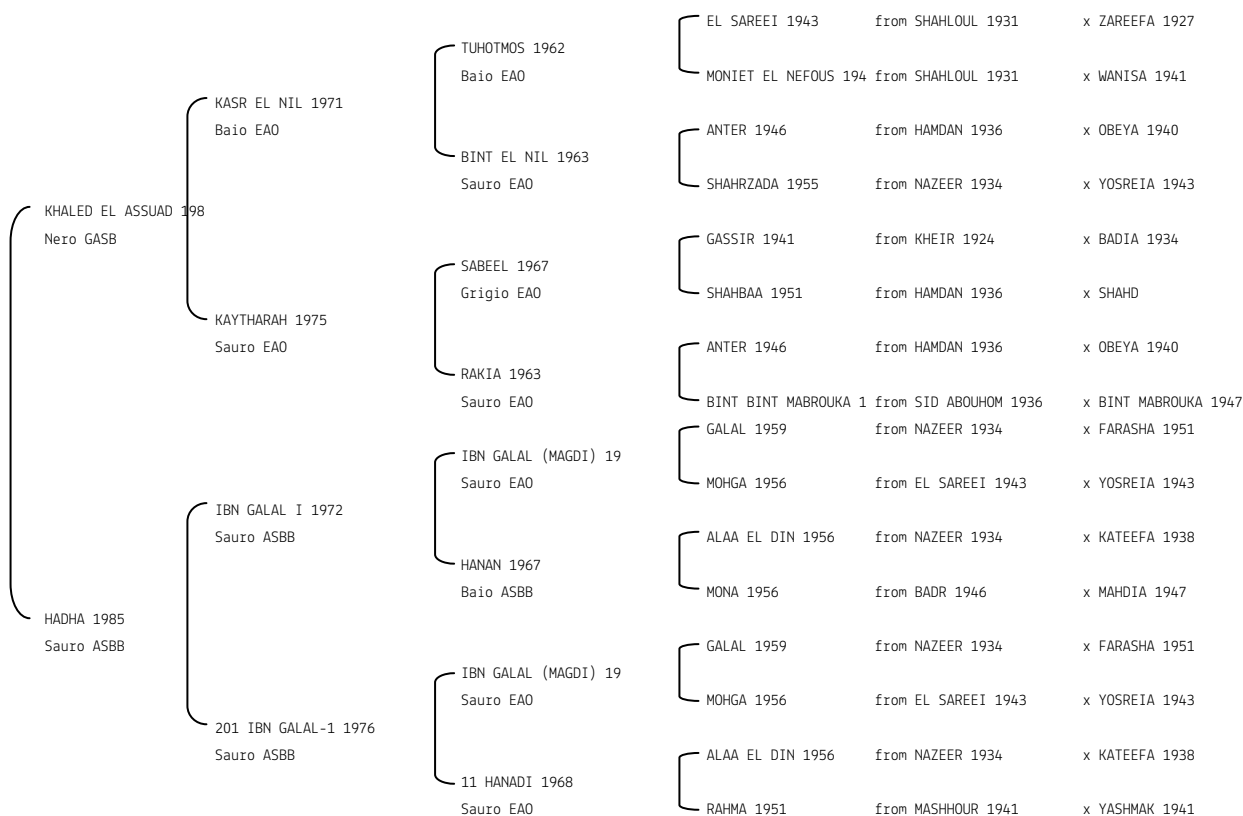 EL SAREEI 1943 from SHAHLOUL 1931 x ZAREEFA 1927
TUHOTMOS 1962
Baio EAO
MONIET EL NEFOUS 194 from SHAHLOUL 1931 x WANISA 1941
KASR EL NIL 1971
Baio EAO
ANTER 1946 from HAMDAN 1936 x OBEYA 1940
BINT EL NIL 1963
Sauro EAO
SHAHRZADA 1955 from NAZEER 1934 x YOSREIA 1943
KHALED EL ASSUAD 198
Nero GASB
GASSIR 1941 from KHEIR 1924 x BADIA 1934
SABEEL 1967
Grigio EAO
SHAHBAA 1951 from HAMDAN 1936 x SHAHD
KAYTHARAH 1975
Sauro EAO
ANTER 1946 from HAMDAN 1936 x OBEYA 1940
RAKIA 1963
Sauro EAO
BINT BINT MABROUKA 1 from SID ABOUHOM 1936 x BINT MABROUKA 1947
GALAL 1959 from NAZEER 1934 x FARASHA 1951
IBN GALAL (MAGDI) 19
Sauro EAO
MOHGA 1956 from EL SAREEI 1943 x YOSREIA 1943
IBN GALAL I 1972
Sauro ASBB
ALAA EL DIN 1956 from NAZEER 1934 x KATEEFA 1938
HANAN 1967
Baio ASBB
MONA 1956 from BADR 1946 x MAHDIA 1947
HADHA 1985
Sauro ASBB
GALAL 1959 from NAZEER 1934 x FARASHA 1951
IBN GALAL (MAGDI) 19
Sauro EAO
MOHGA 1956 from EL SAREEI 1943 x YOSREIA 1943
201 IBN GALAL-1 1976
Sauro ASBB
ALAA EL DIN 1956 from NAZEER 1934 x KATEEFA 1938
11 HANADI 1968
Sauro EAO
RAHMA 1951 from MASHHOUR 1941 x YASHMAK 1941